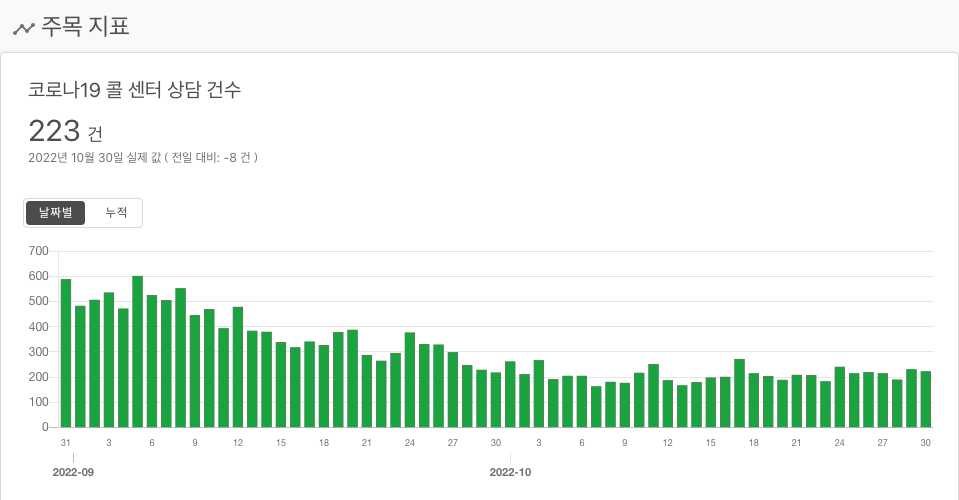 주목 지표
코로나19 콜 센터 상담 건수
223 건
2022년 10월 30일 실제 값 ( 전일 대비: -8 건 )
날짜별 누적
700
600
500
400
300
200
100
0
31 3 6 9 12 15 18 21 24 27 30 3 6 9 12 15 18 21 24 27 30
2022-09 2022-10